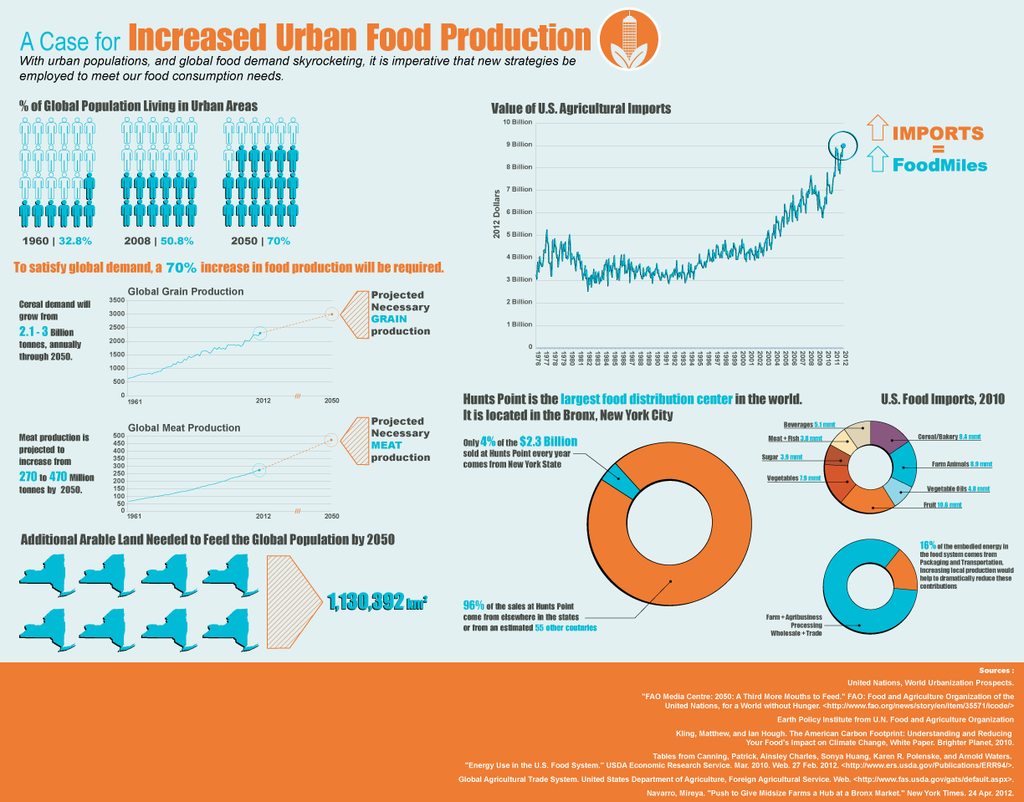 A Case for Increased Urban Food Production
With urban populations, and global food demand skyrocketing, it is imperative that new strategies be
employed to meet our food consumption needs.
% of Global Population Living in Urban Areas
1960 | 32.8%
2008 | 50.8%
2050 | 70%
To satisfy global demand, a 70% increase in food production will be required.
Cereal demand will
grow from
2.1 - 3 Billion
tonnes, annually
through 2050.
Global Grain Production
3500
3000
2500
2000
1500
1000
500
0
1961
2012
2050
Projected
Necessary
GRAIN
production
Meat production is
projected to
increase from
270 to 470 Million
tonnes by 2050.
Global Meat Production
500
450
400
350
300
250
200
150
100
50
0
1961
2012
2050
Projected
Necessary
MEAT
production
Additional Arable Land Needed to Feed the Global Population by 2050
1,130,392 km²
Value of U.S. Agricultural Imports
2012 Dollars
10 Billion
9 Billion
8 Billion
7 Billion
6 Billion
5 Billion
4 Billion
3 Billion
2 Billion
1 Billion
0
1976
1977
1978
1979
1980
1981
1982
1983
1984
1985
1986
1987
1988
1989
1990
1991
1992
1993
1994
1995
1996
1997
1998
1999
2000
2001
2002
2003
2004
2005
2006
2007
2008
2009
2010
2011
2012
IMPORTS
=
FoodMiles
Hunts Point is the largest food distribution center in the world.
It is located in the Bronx, New York City
Only 4% of the $2.3 Billion
sold at Hunts Point every year
comes from New York State
96% of the sales at Hunts Point
come from elsewhere in the states
or from an estimated 55 other countries
U.S. Food Imports, 2010
Beverages 5.1 mmt
Meat + Fish 3.8 mmt
Sugar 3.9 mmt
Vegetables 7.9 mmt
Cereal/Bakery 8.4 mmt
Farm Animals 8.9 mmt
Vegetable Oils 4.8 mmt
Fruit 10.6 mmt
16% of the embodied energy in
the food system comes from
Packaging and Transportation.
Increasing local production would
help to dramatically reduce these
contributions
Farm + Agribusiness
Processing
Wholesale + Trade
Sources :
United Nations, World Urbanization Prospects.
"FAO Media Centre: 2050: A Third More Mouths to Feed." FAO: Food and Agriculture Organization of the
United Nations, for a World without Hunger. <http://www.fao.org/news/story/en/item/35571/icode/>
Earth Policy Institute from U.N. Food and Agriculture Organization
Kling, Matthew, and Ian Hough. The American Carbon Footprint: Understanding and Reducing
Your Food's Impact on Climate Change, White Paper. Brighter Planet, 2010.
Tables from Canning, Patrick, Ainsley Charles, Sonya Huang, Karen R. Polenske, and Arnold Waters.
"Energy Use in the U.S. Food System." USDA Economic Research Service. Mar. 2010. Web. 27 Feb. 2012. <http://www.ers.usda.gov/Publications/ERR94/>.
Global Agricultural Trade System. United States Department of Agriculture, Foreign Agricultural Service. Web. <http://www.fas.usda.gov/gats/default.aspx>.
Navarro, Mireya. "Push to Give Midsize Farms a Hub at a Bronx Market." New York Times. 24 Apr. 2012.